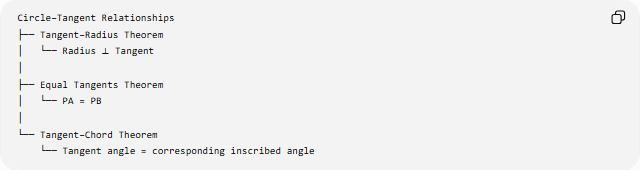 Circle-Tangent Relationships
├── Tangent-Radius Theorem
│   └── Radius ⊥ Tangent
│
├── Equal Tangents Theorem
│   └── PA = PB
│
└── Tangent-Chord Theorem
    └── Tangent angle = corresponding inscribed angle